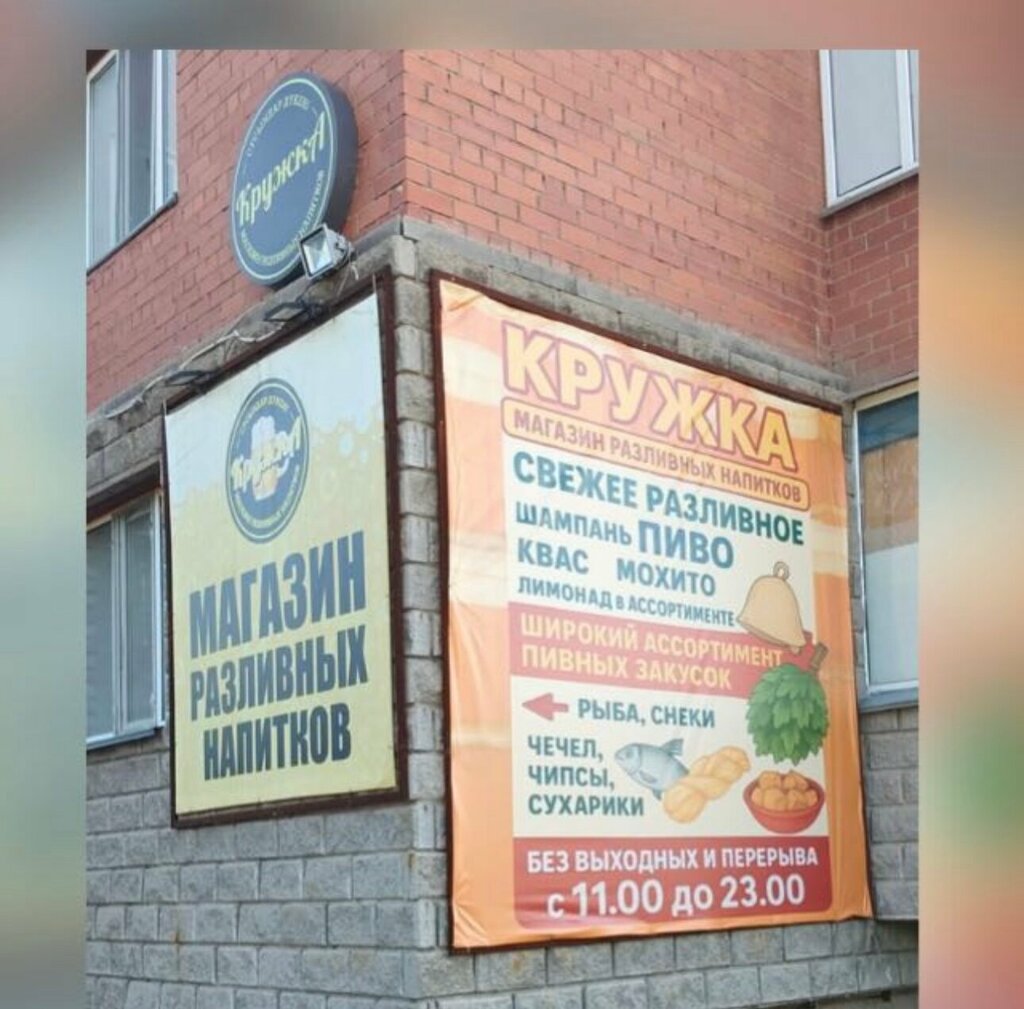 КружкА
КружкА
МАГАЗИН
РАЗЛИВНЫХ
НАПИТКОВ
КРУЖКА
МАГАЗИН РАЗЛИВНЫХ НАПИТКОВ
СВЕЖЕЕ РАЗЛИВНОЕ
ШАМПАНЬ ПИВО
КВАС МОХИТО
ЛИМОНАД В АССОРТИМЕНТЕ
ШИРОКИЙ АССОРТИМЕНТ
ПИВНЫХ ЗАКУСОК
РЫБА, СНЕКИ
ЧЕЧЕЛ,
ЧИПСЫ,
СУХАРИКИ
БЕЗ ВЫХОДНЫХ И ПЕРЕРЫВА
с 11.00 до 23.00